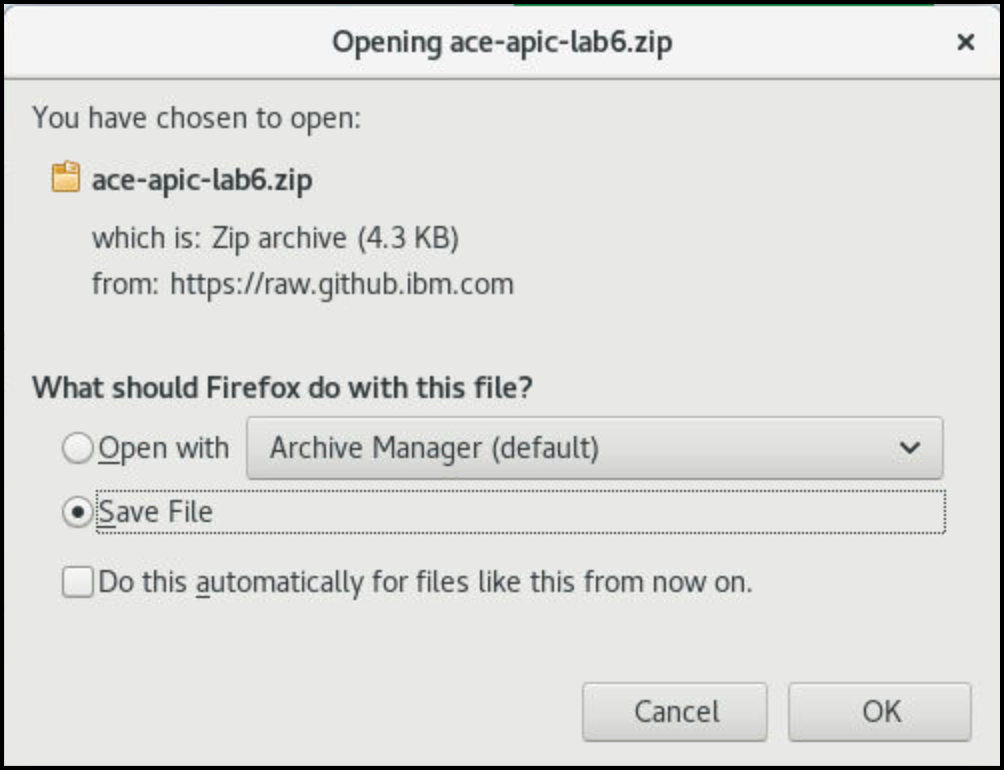 Opening ace-apic-lab6.zip
You have chosen to open:
ace-apic-lab6.zip
which is: Zip archive (4.3 KB)
from: https://raw.github.ibm.com
What should Firefox do with this file?
Open with Archive Manager (default)
Save File
Do this automatically for files like this from now on.
Cancel OK